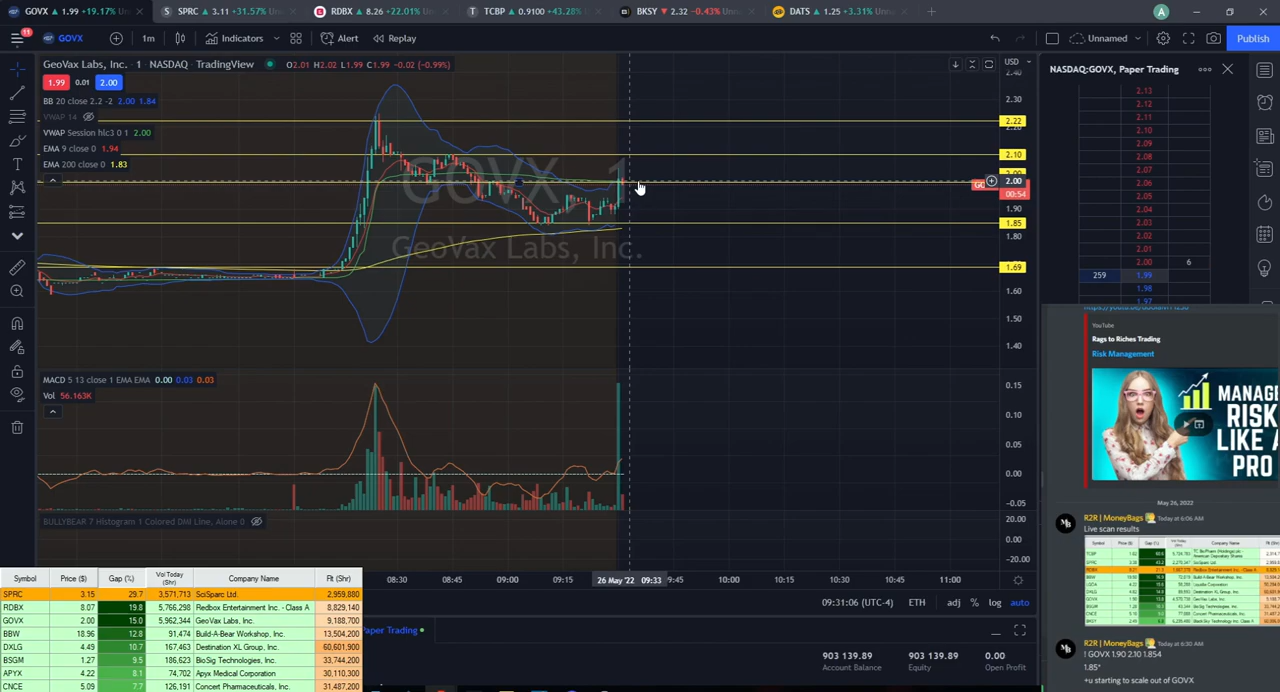 GOVX ▲ 1.99 +19.17% Un
SPRC ▲ 3.11 +31.57% Un
RDBX ▲ 8.26 +22.01% U
TCBP ▲ 0.9100 +43.28%
BKSY ▼ 2.32 −0.43% Un
DATS ▲ 1.25 +3.31% Un
A
11
GOVX
1m
Indicators
Alert
Replay
Unnamed
Publish
GeoVax Labs, Inc. · 1 · NASDAQ · TradingView
O2.01 H2.02 L1.99 C1.99 −0.02 (−0.99%)
1.99 0.01 2.00
BB 20 close 2.2 -2 2.00 1.84
VWAP 14
VWAP Session hlc3 0 1 2.00
EMA 9 close 0 1.94
EMA 200 close 0 1.83
GOVX, 1
GeoVax Labs, Inc.
USD
2.40
2.30
2.22
2.10
2.00
00:54
1.90
1.85
1.80
1.69
1.60
1.50
1.40
MACD 5 13 close 1 EMA EMA 0.00 0.03 0.03
Vol 56.163K
0.15
0.10
0.05
0.00
−0.05
BULLYBEAR 7 Histogram 1 Colored DMI Line, Alone 0
20.00
0.00
−20.00
08:30 08:45 09:00 09:15 26 May '22 09:33 9:45 10:00 10:15 10:30 10:45 11:00
09:31:06 (UTC-4) ETH adj % log auto
Paper Trading
903 139.89 903 139.89 0.00
Account Balance Equity Open Profit
NASDAQ:GOVX, Paper Trading
2.13
2.12
2.11
2.10
2.09
2.08
2.07
2.06
2.05
2.04
2.03
2.02
2.01
2.00 6
259 1.99
1.98
1.97
YouTube
Rags to Riches Trading
Risk Management
MANAG
RISK
LIKE A
PRO
May 26, 2022
R2R | MoneyBags Today at 6:06 AM
Live scan results
R2R | MoneyBags Today at 6:30 AM
! GOVX 1.90 2.10 1.854
1.85*
+u starting to scale out of GOVX
Symbol Price ($) Gap (%) Vol Today (Shr) Company Name Flt (Shr)
SPRC 3.15 29.7 3,571,713 SciSparc Ltd. 2,959,880
RDBX 8.07 19.8 5,766,298 Redbox Entertainment Inc. - Class A 8,829,140
GOVX 2.00 15.0 5,962,344 GeoVax Labs, Inc. 9,188,700
BBW 18.96 12.8 91,474 Build-A-Bear Workshop, Inc. 13,504,200
DXLG 4.49 10.7 167,463 Destination XL Group, Inc. 60,601,900
BSGM 1.27 9.5 186,623 BioSig Technologies, Inc. 33,744,200
APYX 4.22 8.1 74,702 Apyx Medical Corporation 30,110,300
CNCE 5.09 7.7 126,191 Concert Pharmaceuticals, Inc. 31,487,200